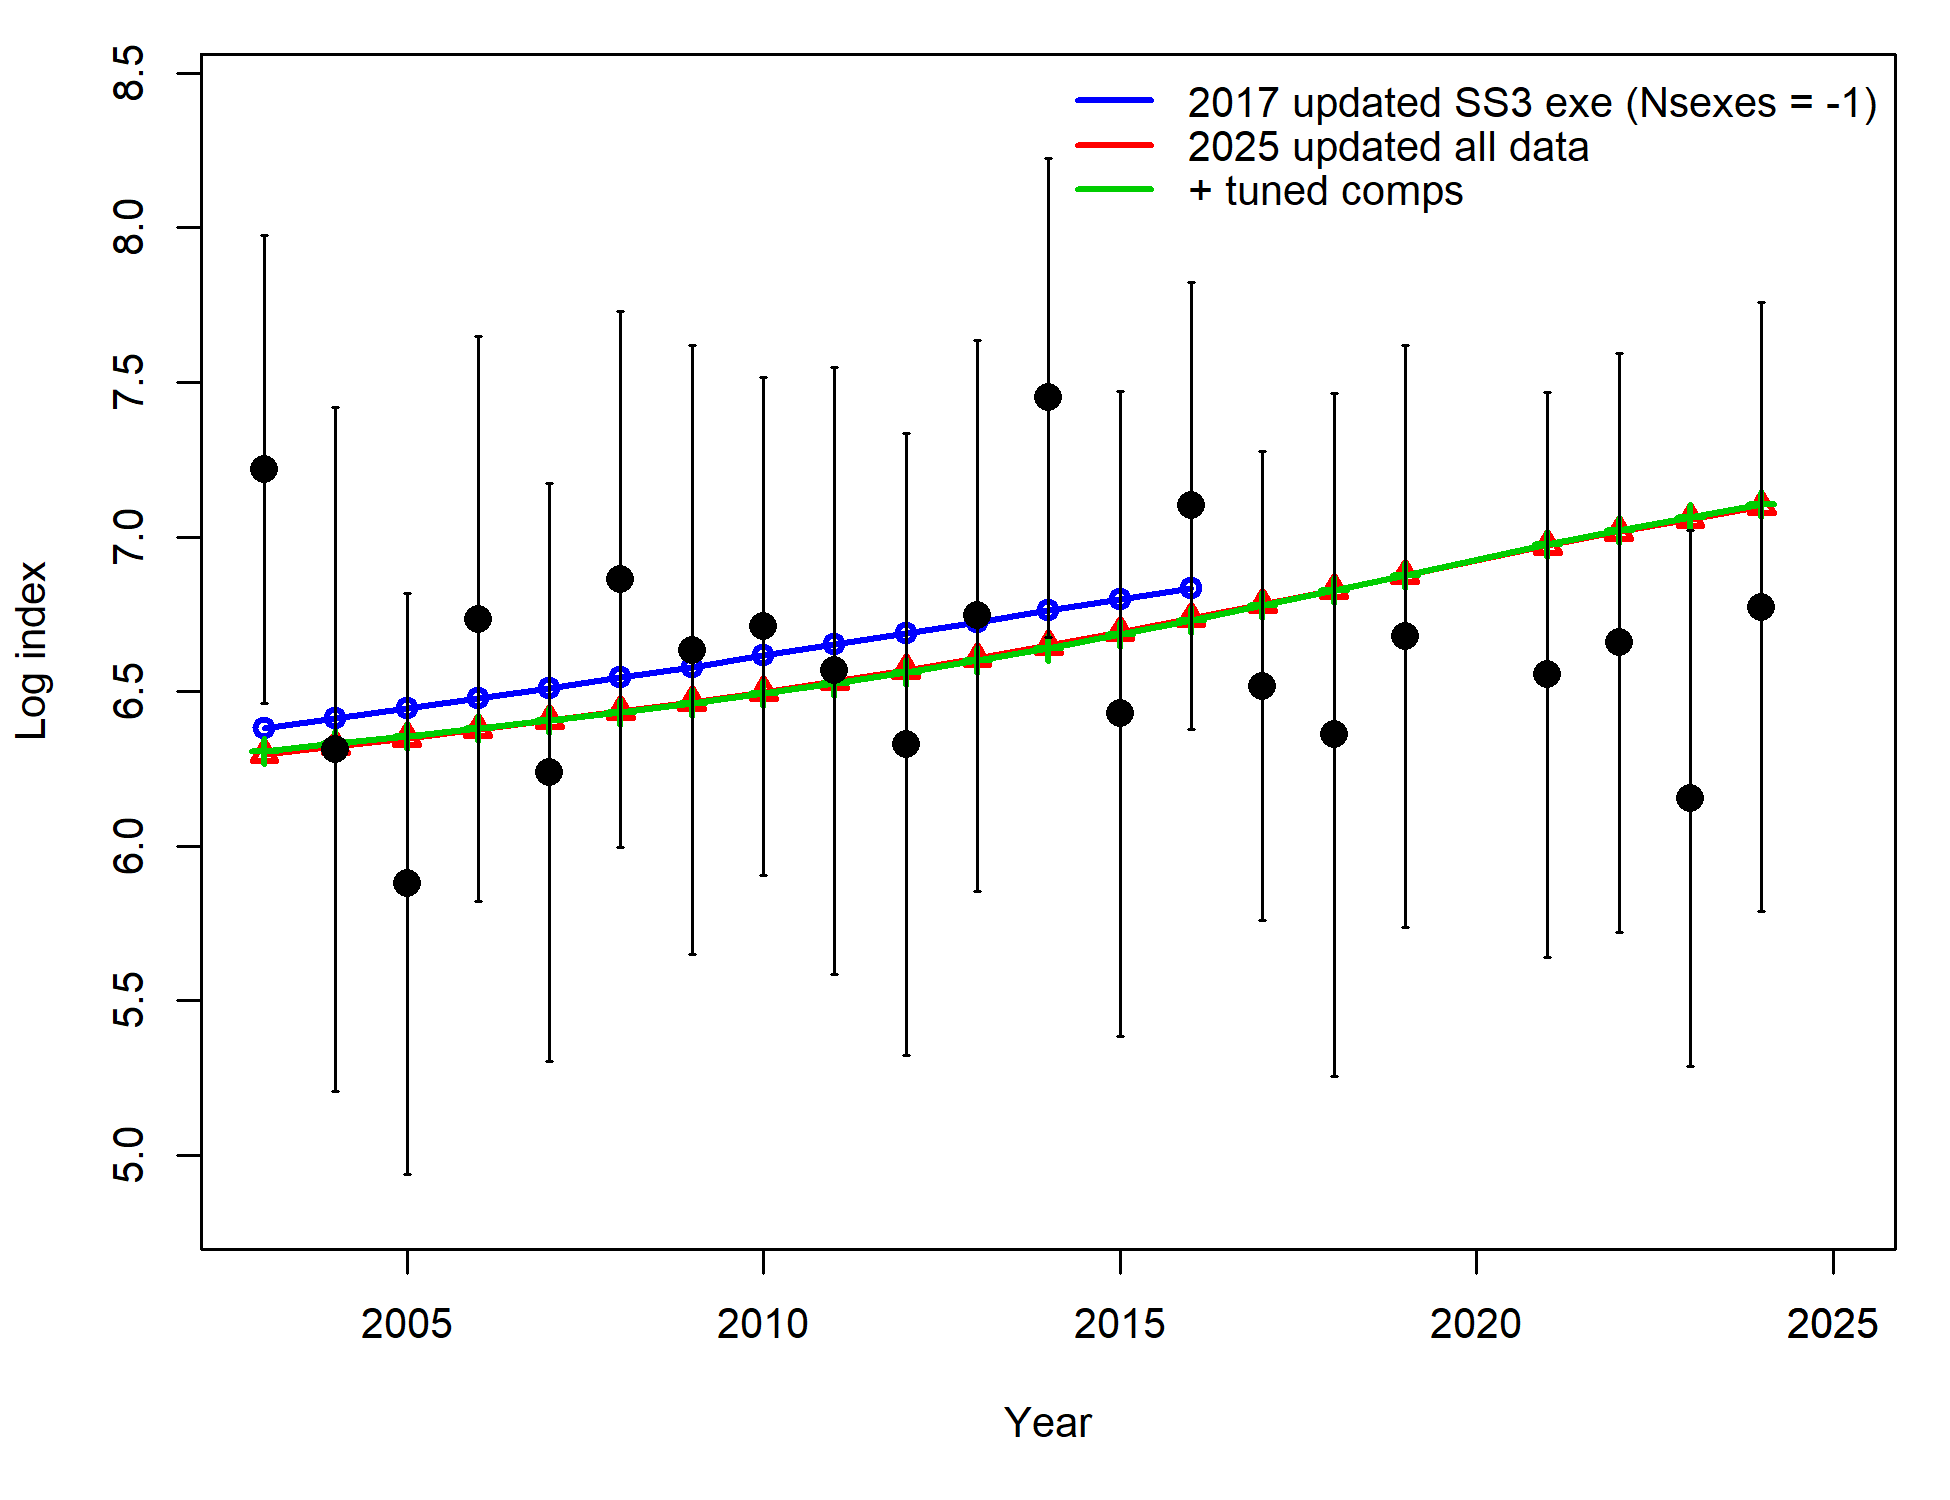 2017 updated SS3 exe (Nsexes = -1)
2025 updated all data
+ tuned comps
Log index
8.5
8.0
7.5
7.0
6.5
6.0
5.5
5.0
2005 2010 2015 2020 2025
Year